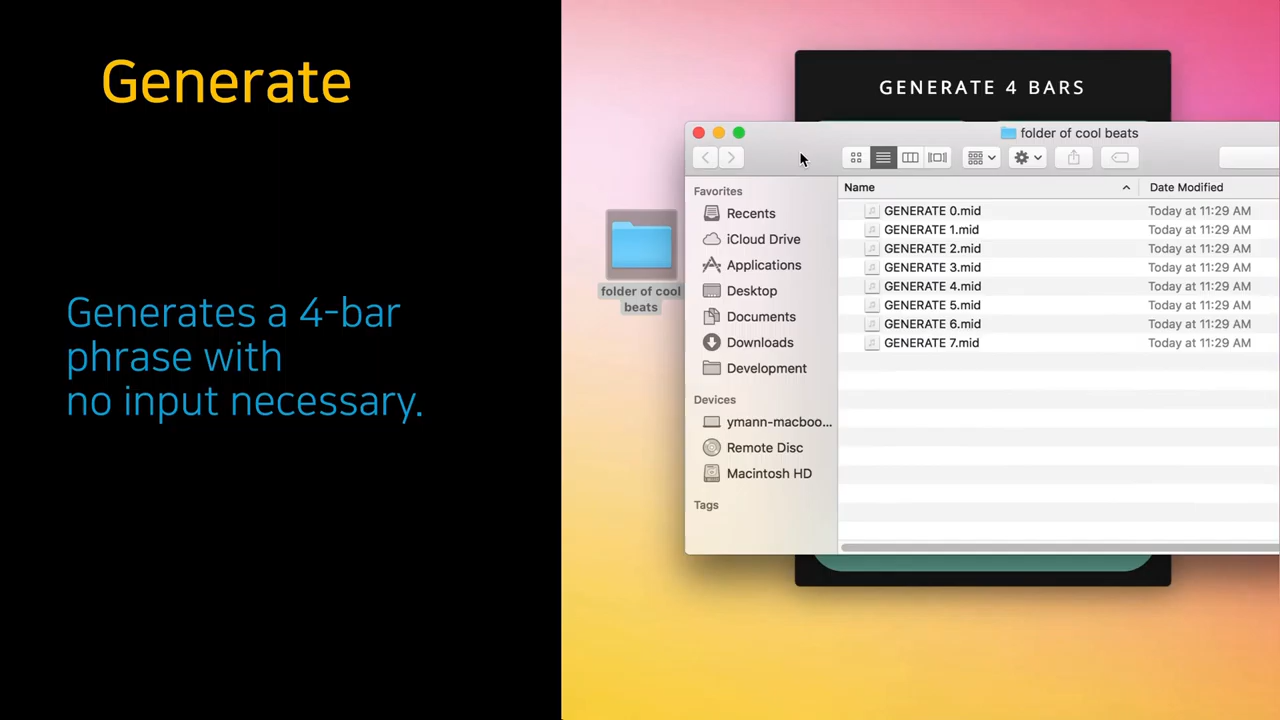 Generate
Generates a 4-bar
phrase with
no input necessary.
GENERATE 4 BARS
folder of cool beats
folder of cool
beats
Favorites
Recents
iCloud Drive
Applications
Desktop
Documents
Downloads
Development
Devices
ymann-macboo...
Remote Disc
Macintosh HD
Tags
Name Date Modified
GENERATE 0.mid Today at 11:29 AM
GENERATE 1.mid Today at 11:29 AM
GENERATE 2.mid Today at 11:29 AM
GENERATE 3.mid Today at 11:29 AM
GENERATE 4.mid Today at 11:29 AM
GENERATE 5.mid Today at 11:29 AM
GENERATE 6.mid Today at 11:29 AM
GENERATE 7.mid Today at 11:29 AM